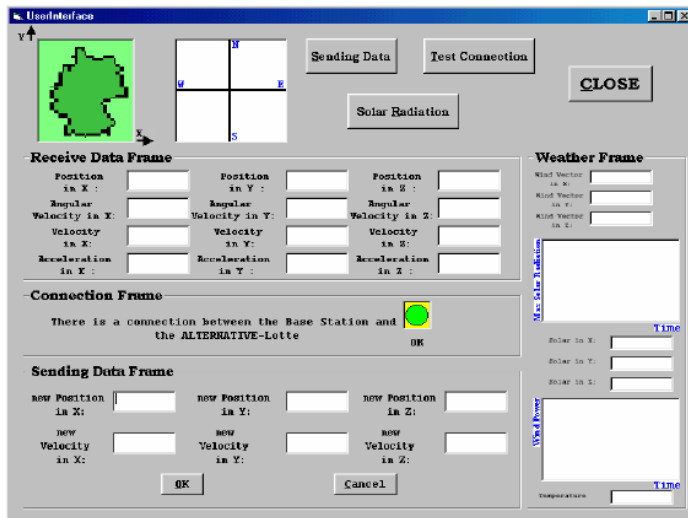 UserInterface
Y
X
N
W E
S
Sending Data
Test Connection
CLOSE
Solar Radiation
Receive Data Frame
Position in X :
Position in Y :
Position in Z :
Angular Velocity in X:
Angular Velocity in Y:
Angular Velocity in Z:
Velocity in X:
Velocity in Y:
Velocity in Z:
Acceleration in X :
Acceleration in Y :
Acceleration in Z :
Connection Frame
There is a connection between the Base Station and
the ALTERNATIVE-Lotte
OK
Sending Data Frame
new Position in X:
new Position in Y:
new Position in Z:
new Velocity in X:
new Velocity in Y:
new Velocity in Z:
OK
Cancel
Weather Frame
Wind Vector in X:
Wind Vector in Y:
Wind Vector in Z:
Max Solar Radiation
Time
Solar in X:
Solar in Y:
Solar in Z:
Wind Power
Time
Temperature